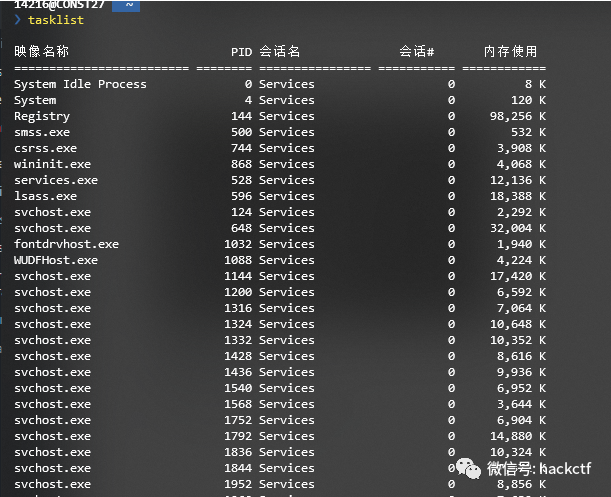 14216@CONST27 ~
❯ tasklist
映像名称 PID 会话名 会话# 内存使用
========================= ======== ================ =========== ============
System Idle Process 0 Services 0 8 K
System 4 Services 0 120 K
Registry 144 Services 0 98,256 K
smss.exe 500 Services 0 532 K
csrss.exe 744 Services 0 3,908 K
wininit.exe 868 Services 0 4,068 K
services.exe 528 Services 0 12,136 K
lsass.exe 596 Services 0 18,388 K
svchost.exe 124 Services 0 2,292 K
svchost.exe 648 Services 0 32,004 K
fontdrvhost.exe 1032 Services 0 1,940 K
WUDFHost.exe 1088 Services 0 4,224 K
svchost.exe 1144 Services 0 17,420 K
svchost.exe 1200 Services 0 6,592 K
svchost.exe 1316 Services 0 7,064 K
svchost.exe 1324 Services 0 10,648 K
svchost.exe 1332 Services 0 10,352 K
svchost.exe 1428 Services 0 8,616 K
svchost.exe 1436 Services 0 9,936 K
svchost.exe 1540 Services 0 6,952 K
svchost.exe 1568 Services 0 3,644 K
svchost.exe 1752 Services 0 6,904 K
svchost.exe 1792 Services 0 14,880 K
svchost.exe 1836 Services 0 10,324 K
svchost.exe 1844 Services 0 K
svchost.exe 1952 Services 0 8,856 K
微信号: hackctf